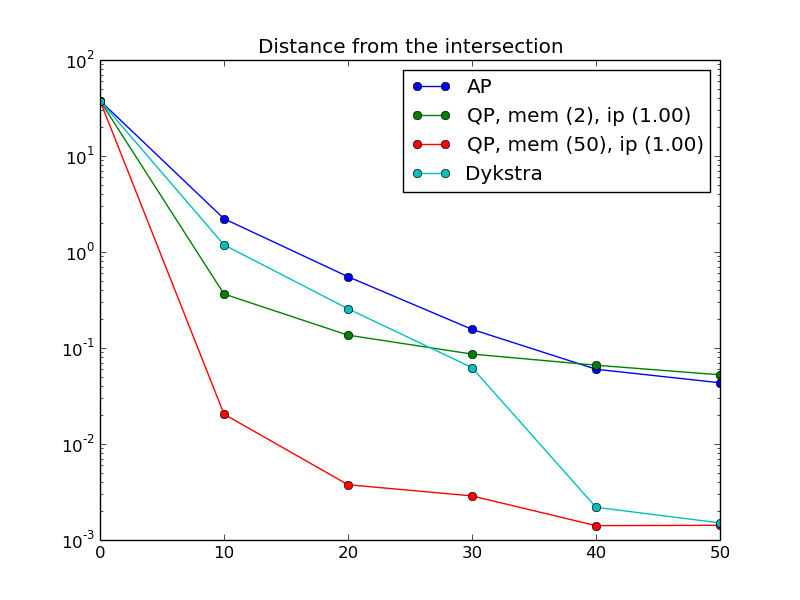 Distance from the intersection
AP
QP, mem (2), ip (1.00)
QP, mem (50), ip (1.00)
Dykstra
10^2
10^1
10^0
10^-1
10^-2
10^-3
0 10 20 30 40 50